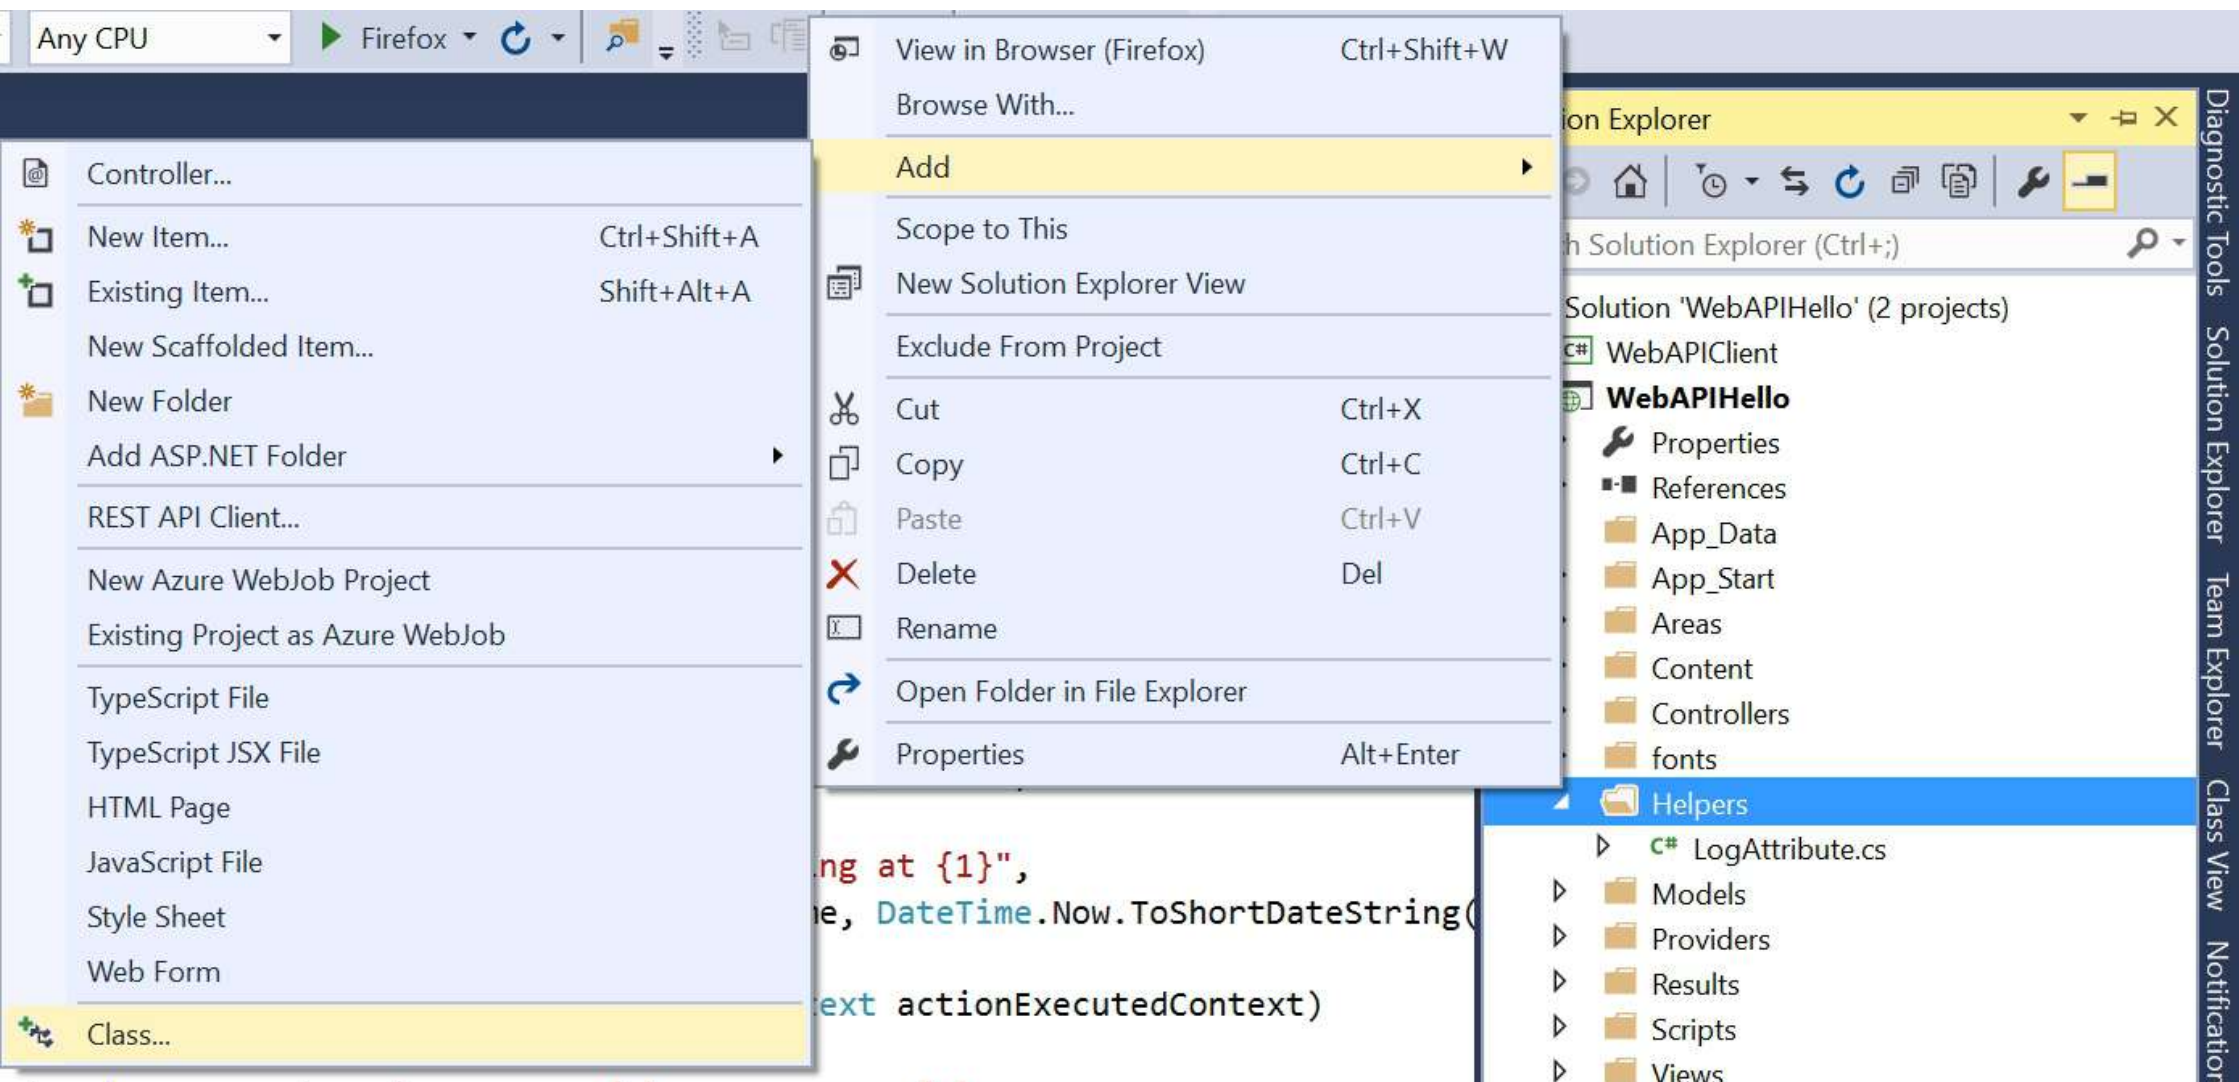 Any CPU
Firefox
Controller...
New Item... Ctrl+Shift+A
Existing Item... Shift+Alt+A
New Scaffolded Item...
New Folder
Add ASP.NET Folder
REST API Client...
New Azure WebJob Project
Existing Project as Azure WebJob
TypeScript File
TypeScript JSX File
HTML Page
JavaScript File
Style Sheet
Web Form
Class...
View in Browser (Firefox) Ctrl+Shift+W
Browse With...
Add
Scope to This
New Solution Explorer View
Exclude From Project
Cut Ctrl+X
Copy Ctrl+C
Paste Ctrl+V
Delete Del
Rename
Open Folder in File Explorer
Properties Alt+Enter
ng at {1}",
e, DateTime.Now.ToShortDateString(
ext actionExecutedContext)
ion Explorer
h Solution Explorer (Ctrl+;)
Solution 'WebAPIHello' (2 projects)
C# WebAPIClient
WebAPIHello
Properties
References
App_Data
App_Start
Areas
Content
Controllers
fonts
Helpers
C# LogAttribute.cs
Models
Providers
Results
Scripts
Views
Diagnostic Tools
Solution Explorer
Team Explorer
Class View
Notification